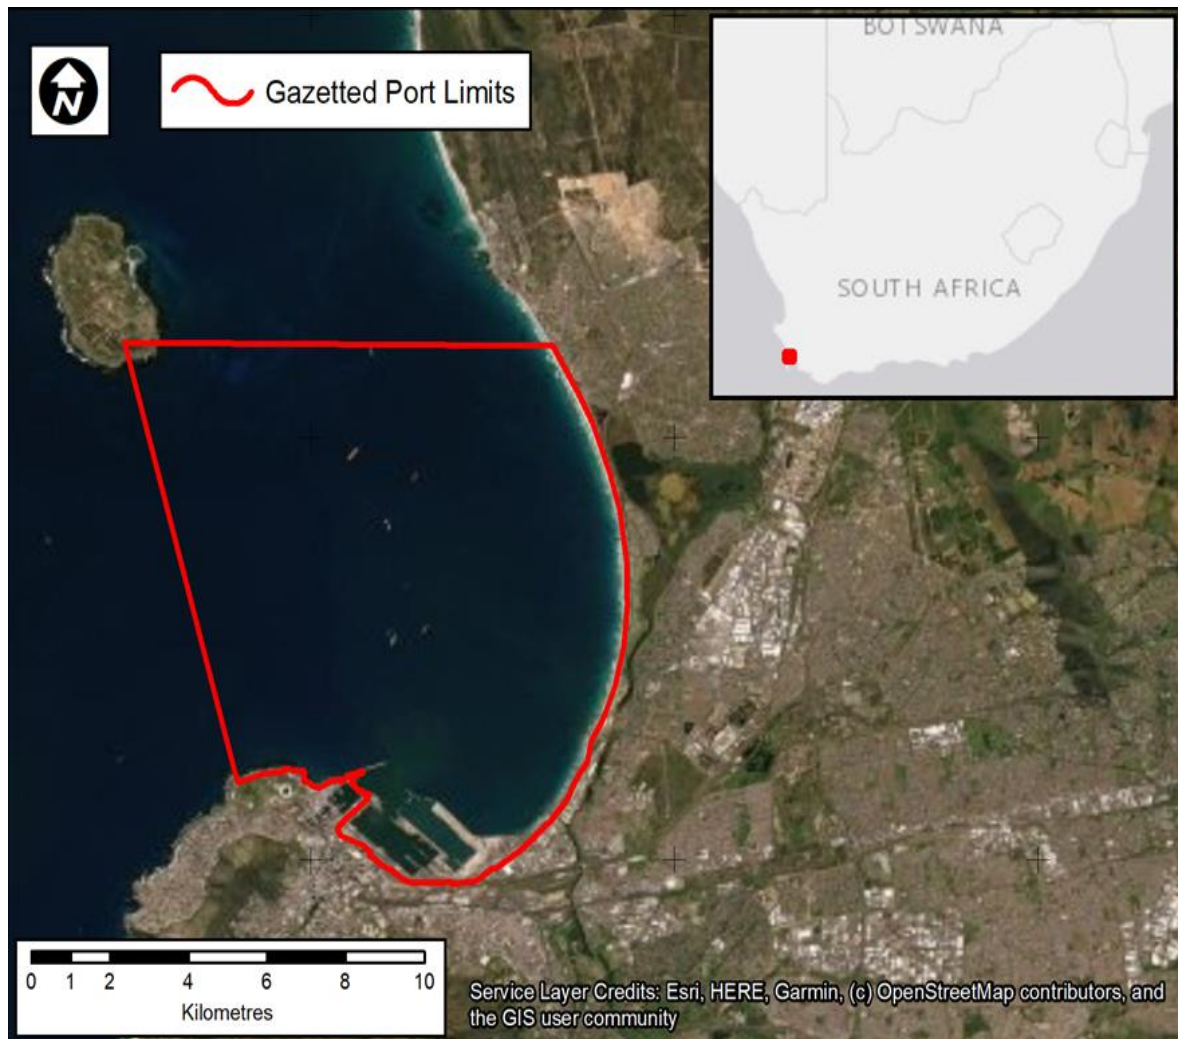 N
Gazetted Port Limits
BOTSWANA
SOUTH AFRICA
0 1 2 4 6 8 10
Kilometres
Service Layer Credits: Esri, HERE, Garmin, (c) OpenStreetMap contributors, and
the GIS user community